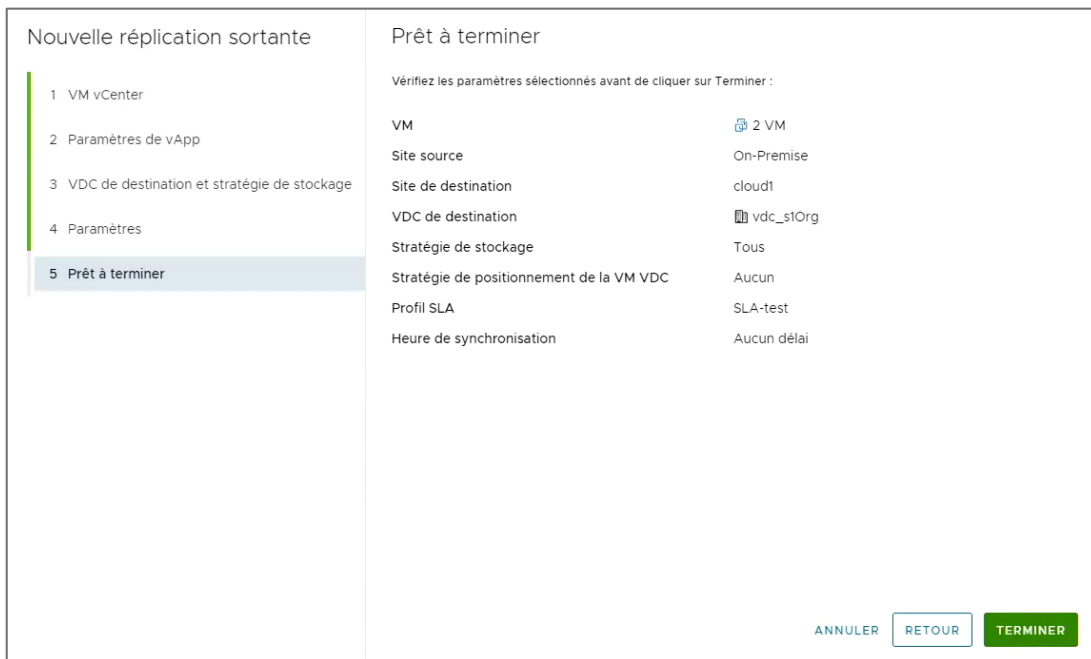 Nouvelle réplication sortante
1 VM vCenter
2 Paramètres de vApp
3 VDC de destination et stratégie de stockage
4 Paramètres
5 Prêt à terminer
Prêt à terminer
Vérifiez les paramètres sélectionnés avant de cliquer sur Terminer :
VM 2 VM
Site source On-Premise
Site de destination cloud1
VDC de destination vdc_s1Org
Stratégie de stockage Tous
Stratégie de positionnement de la VM VDC Aucun
Profil SLA SLA-test
Heure de synchronisation Aucun délai
ANNULER RETOUR TERMINER